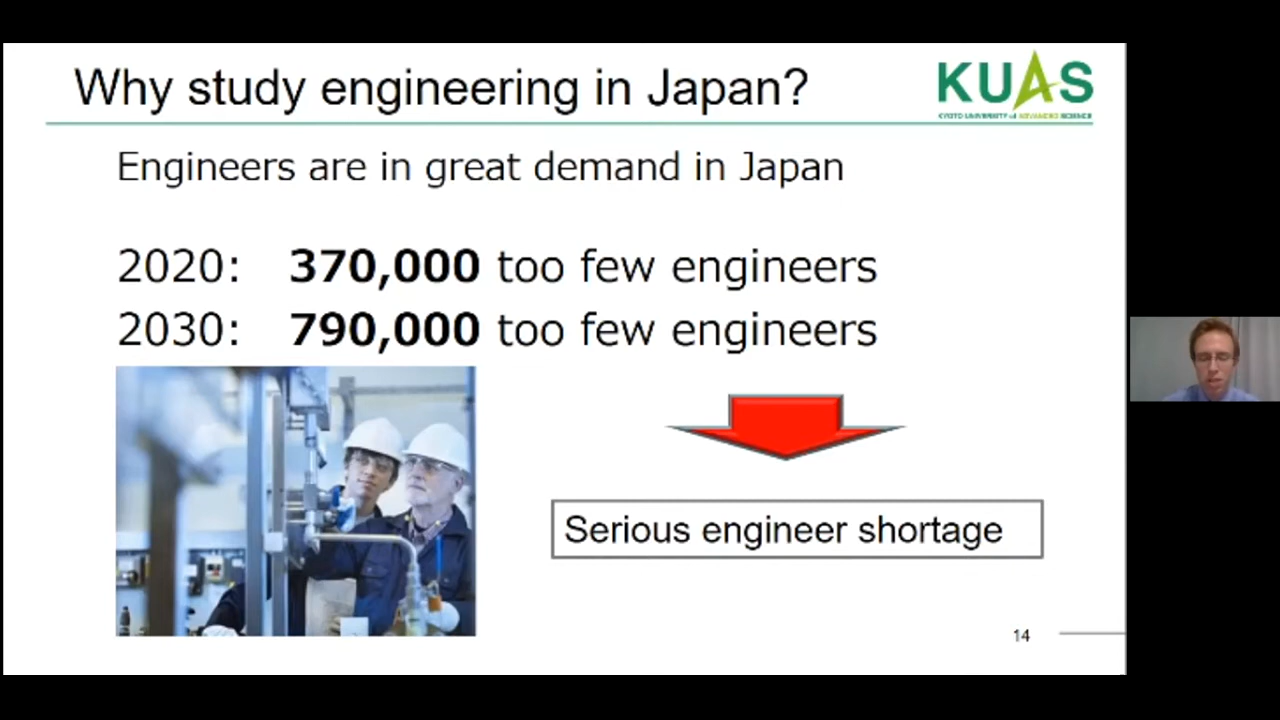 Why study engineering in Japan?
KUAS
KYOTO UNIVERSITY of ADVANCED SCIENCE
Engineers are in great demand in Japan
2020: 370,000 too few engineers
2030: 790,000 too few engineers
Serious engineer shortage
14